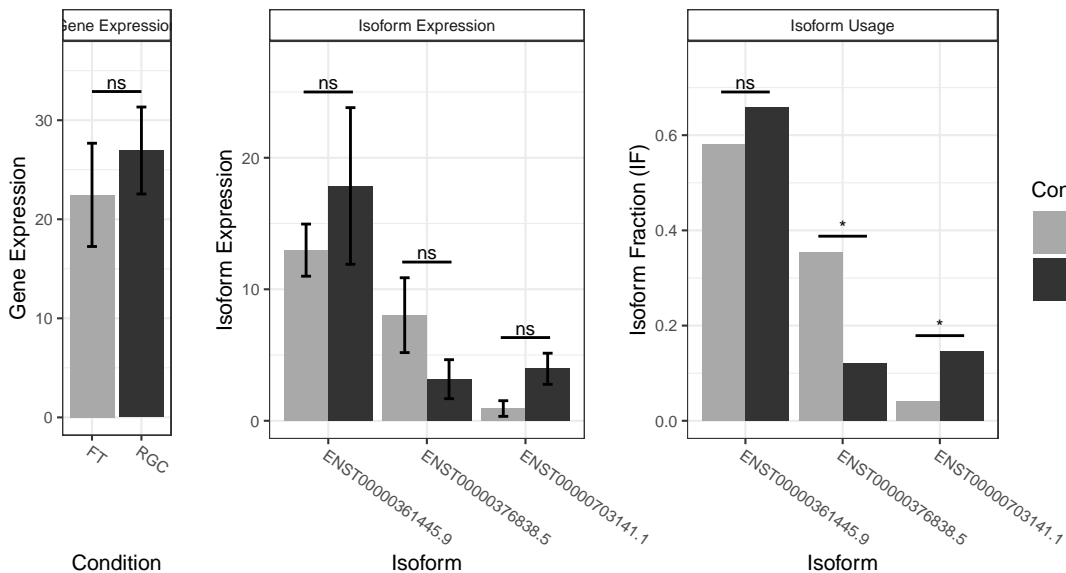 Gene Expression
Isoform Expression
Isoform Usage
Gene Expression
30
20
10
0
ns
FT
RGC
Condition
Isoform Expression
20
10
0
ns
ns
ns
ENST00000361445.9
ENST00000376838.5
ENST00000703141.1
Isoform
Isoform Fraction (IF)
0.6
0.4
0.2
0.0
ns
*
*
ENST00000361445.9
ENST00000376838.5
ENST00000703141.1
Isoform
Con